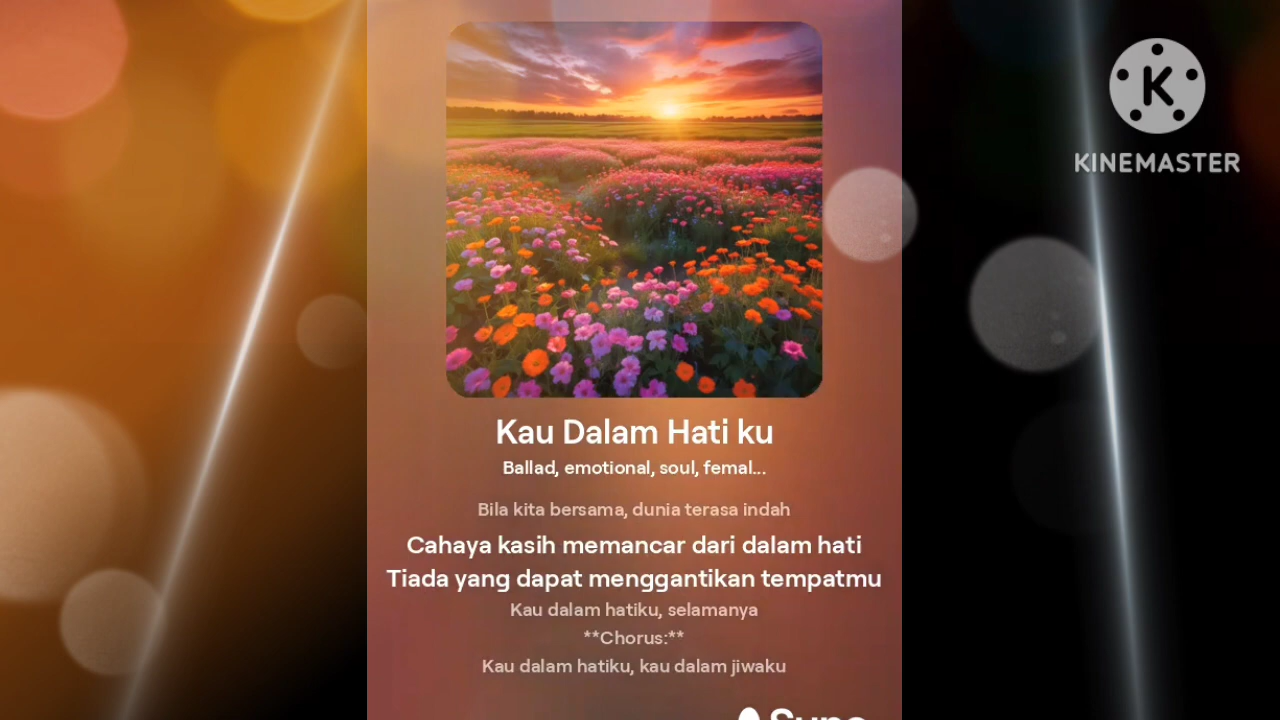 K
KINEMASTER
Kau Dalam Hati ku
Ballad, emotional, soul, femal...
Bila kita bersama, dunia terasa indah
Cahaya kasih memancar dari dalam hati
Tiada yang dapat menggantikan tempatmu
Kau dalam hatiku, selamanya
**Chorus:**
Kau dalam hatiku, kau dalam jiwaku